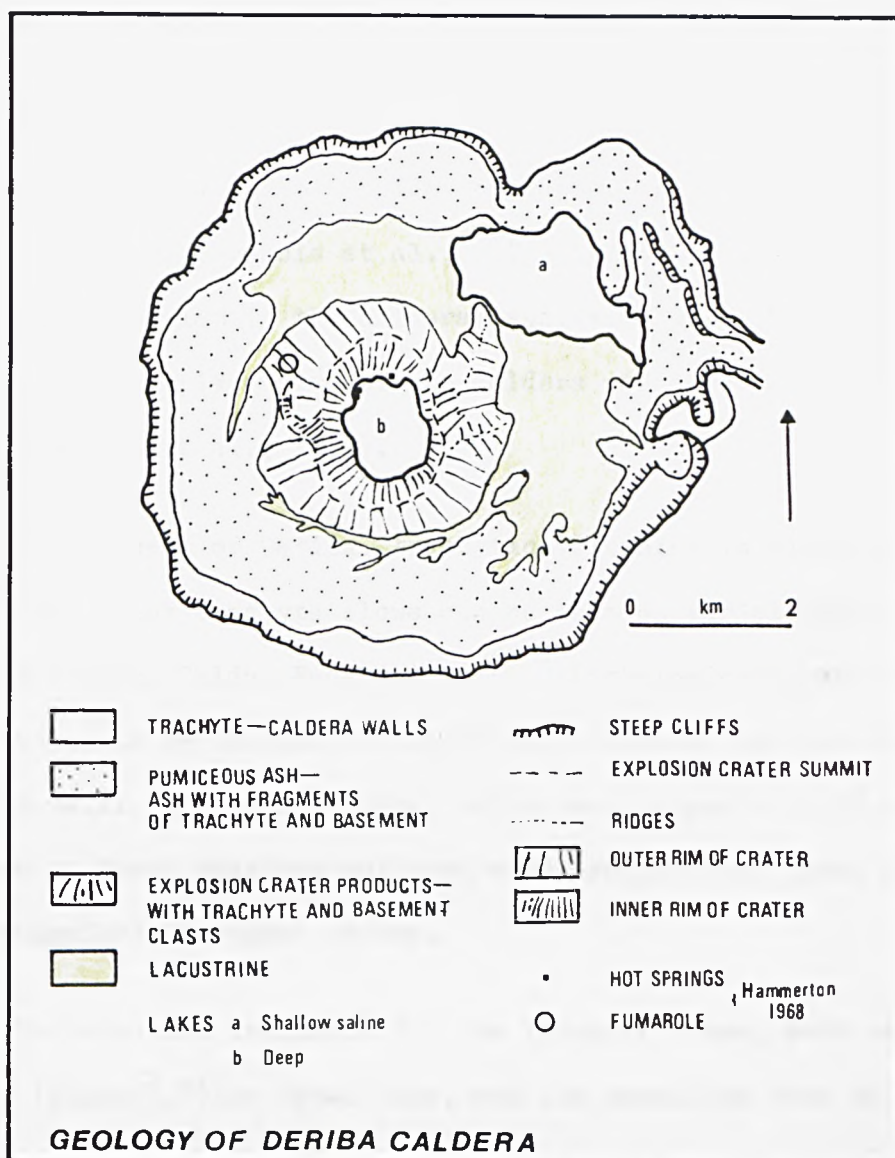 a
b
0 km 2
TRACHYTE—CALDERA WALLS
PUMICEOUS ASH—
ASH WITH FRAGMENTS
OF TRACHYTE AND BASEMENT
EXPLOSION CRATER PRODUCTS—
WITH TRACHYTE AND BASEMENT
CLASTS
LACUSTRINE
LAKES a Shallow saline
b Deep
STEEP CLIFFS
EXPLOSION CRATER SUMMIT
RIDGES
OUTER RIM OF CRATER
INNER RIM OF CRATER
HOT SPRINGS
FUMAROLE
Hammerton
1968
GEOLOGY OF DERIBA CALDERA